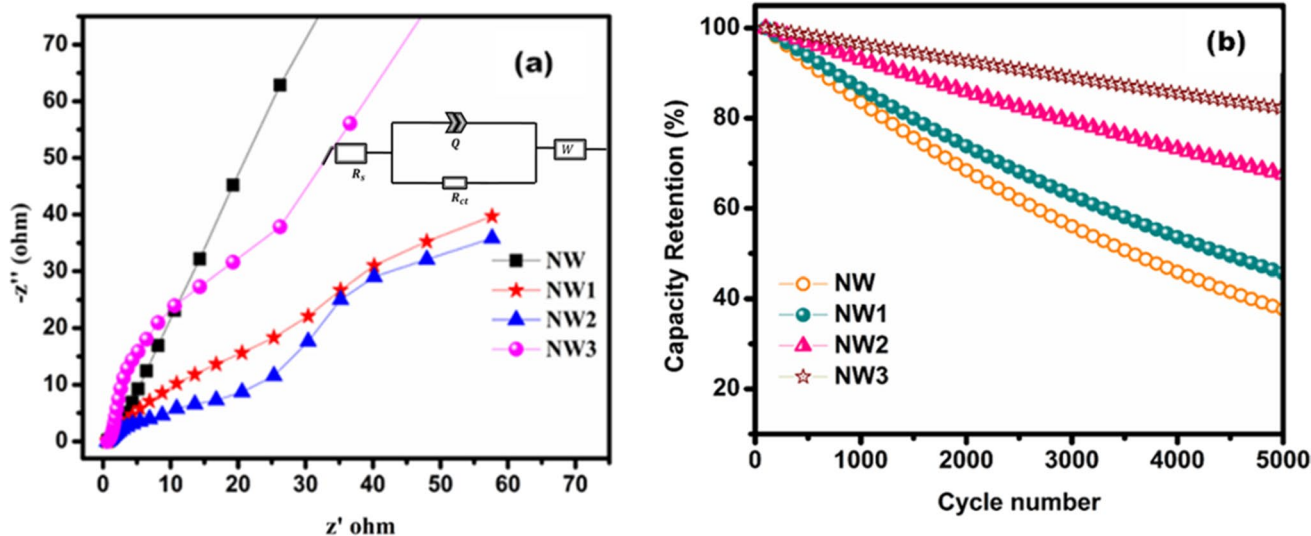 (a)
-z'' (ohm)
70
60
50
40
30
20
10
0
0 10 20 30 40 50 60 70
z' ohm
R_s
Q
R_ct
W
NW
NW1
NW2
NW3
(b)
Capacity Retention (%)
100
80
60
40
20
0 1000 2000 3000 4000 5000
Cycle number
NW
NW1
NW2
NW3